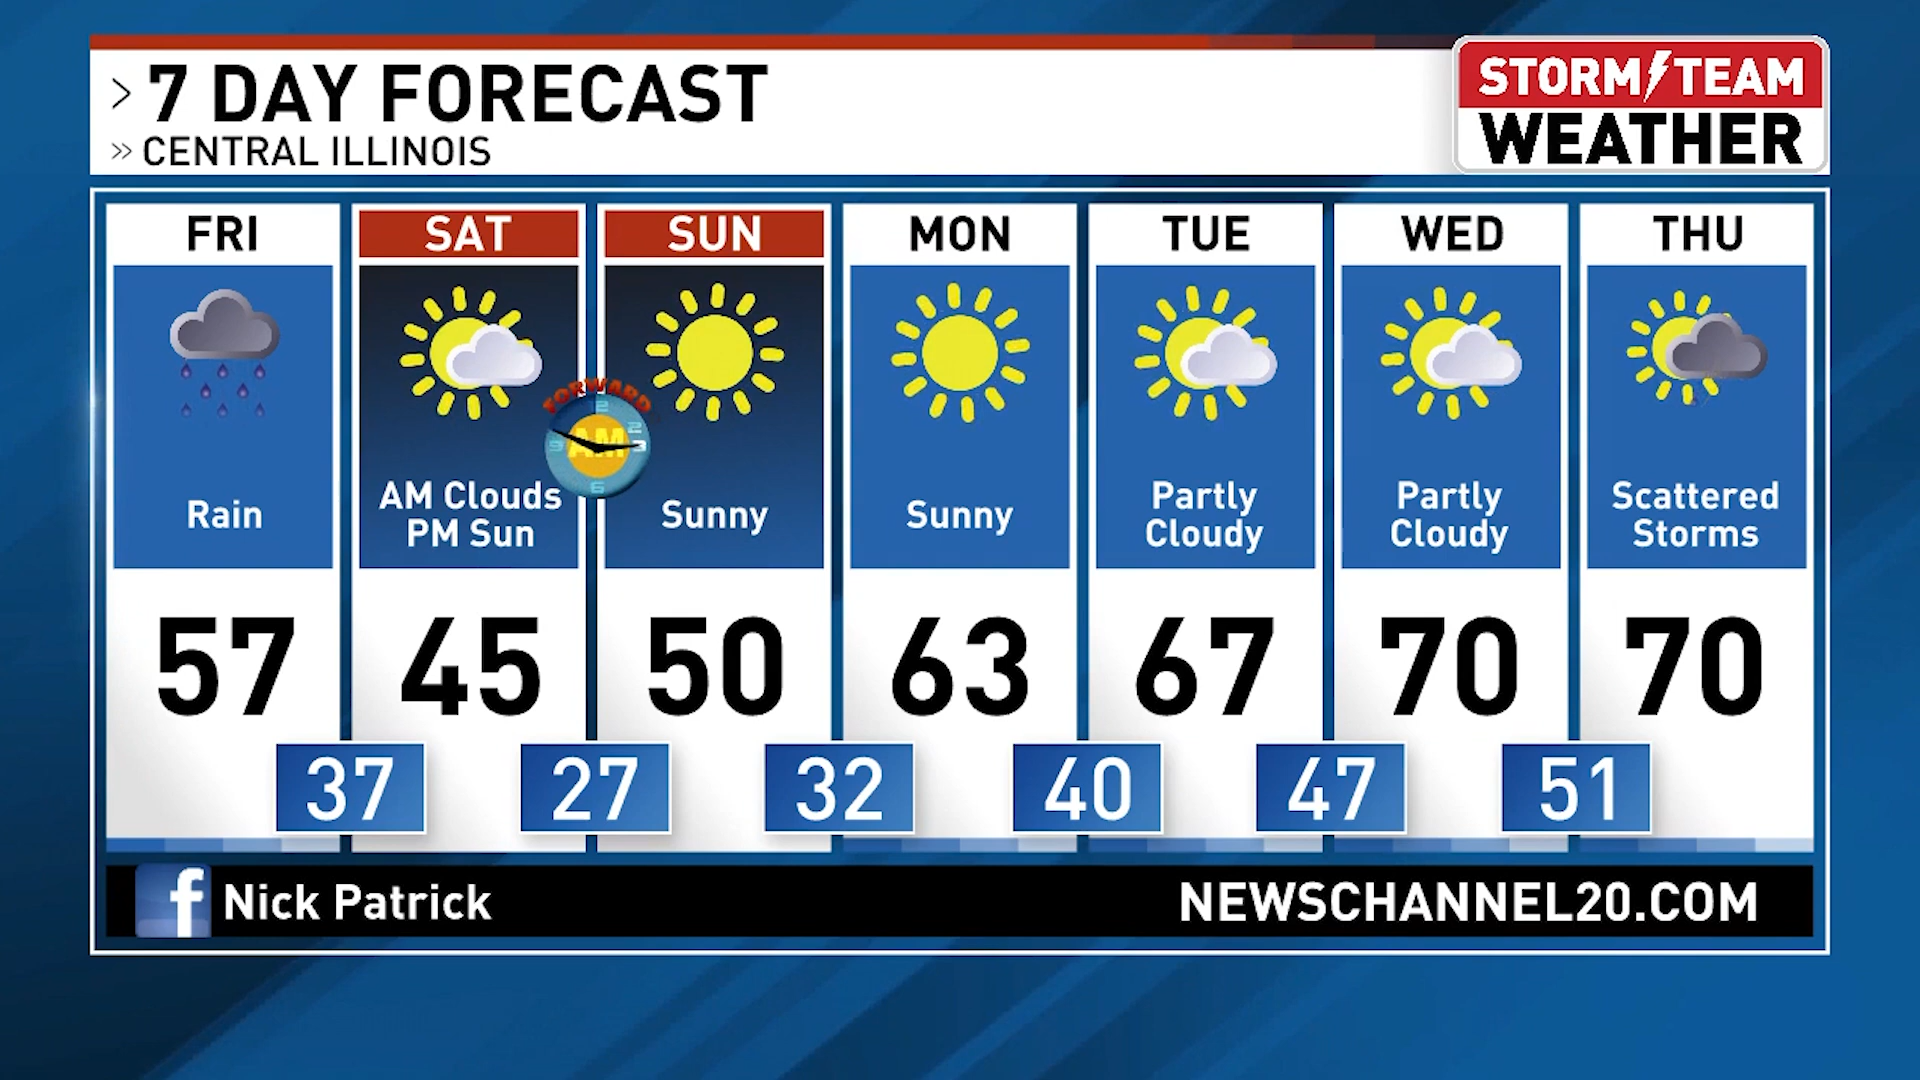 > 7 DAY FORECAST
» CENTRAL ILLINOIS
STORM TEAM
WEATHER
FRI
SAT
SUN
MON
TUE
WED
THU
Rain
AM Clouds
PM Sun
Sunny
Sunny
Partly
Cloudy
Partly
Cloudy
Scattered
Storms
FORWARD
AM
57
45
50
63
67
70
70
37
27
32
40
47
51
f Nick Patrick
NEWSCHANNEL20.COM